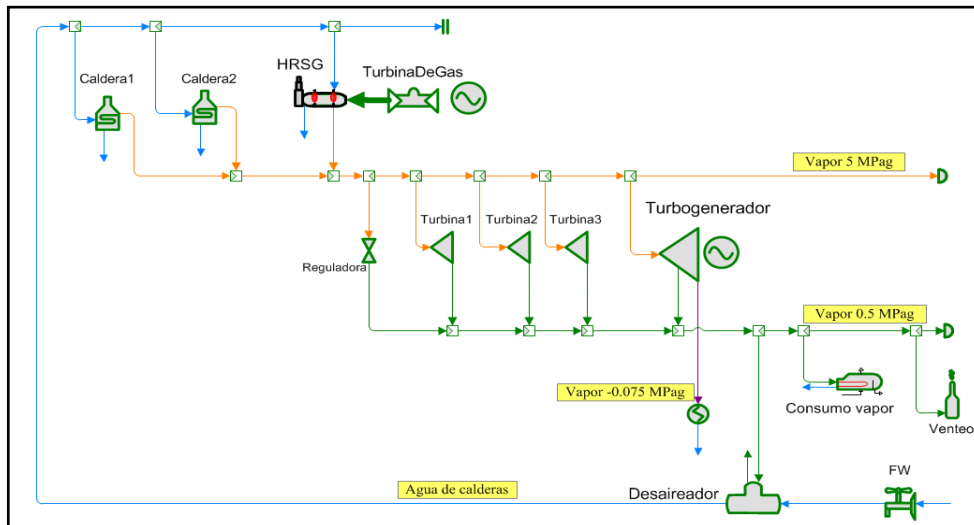 HRSG
TurbinaDeGas
Caldera1
Caldera2
Vapor 5 MPag
Turbina1
Turbina2
Turbina3
Turbogenerador
Reguladora
Vapor 0.5 MPag
Vapor -0.075 MPag
Consumo vapor
Venteo
Agua de calderas
Desaireador
FW